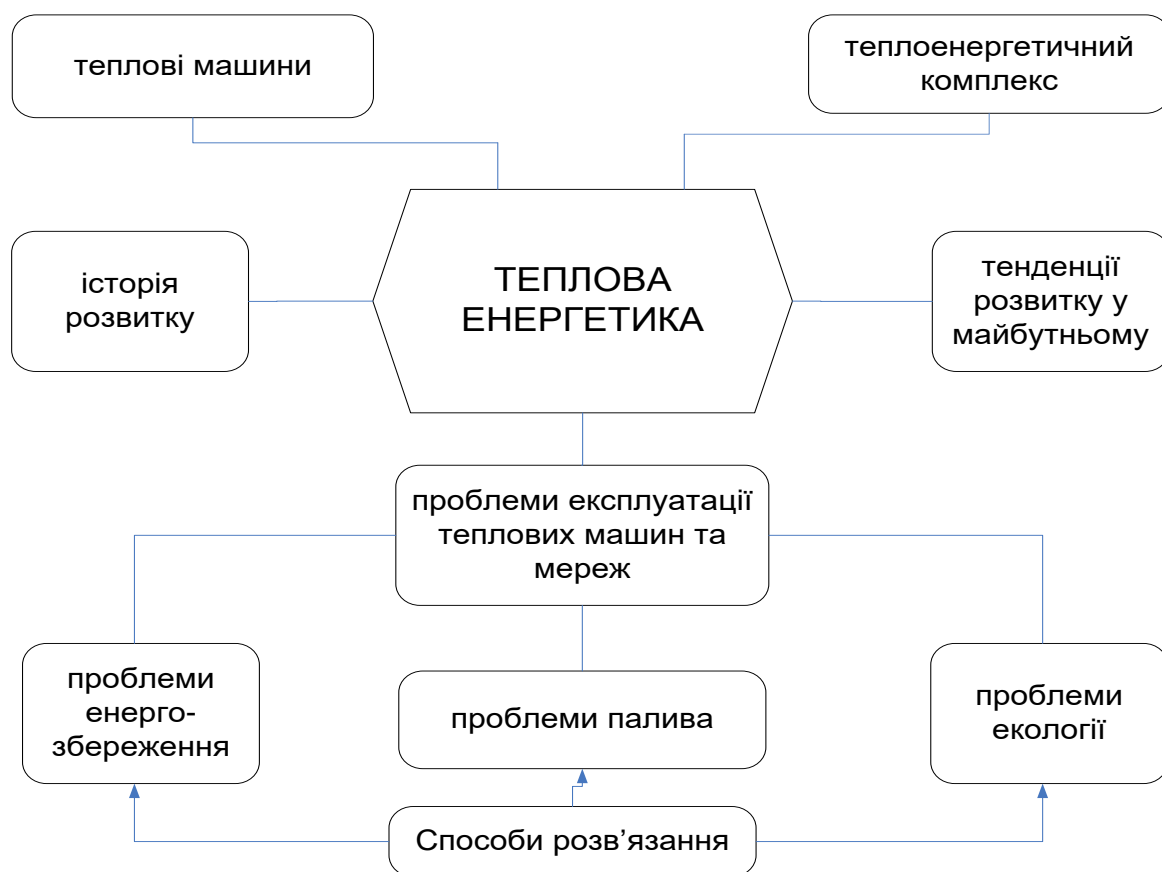 теплові машини
теплоенергетичний
комплекс
ТЕПЛОВА
ЕНЕРГЕТИКА
історія
розвитку
тенденції
розвитку у
майбутньому
проблеми експлуатації
теплових машин та
мереж
проблеми
енерго-
збереження
проблеми палива
проблеми
екології
Способи розв’язання